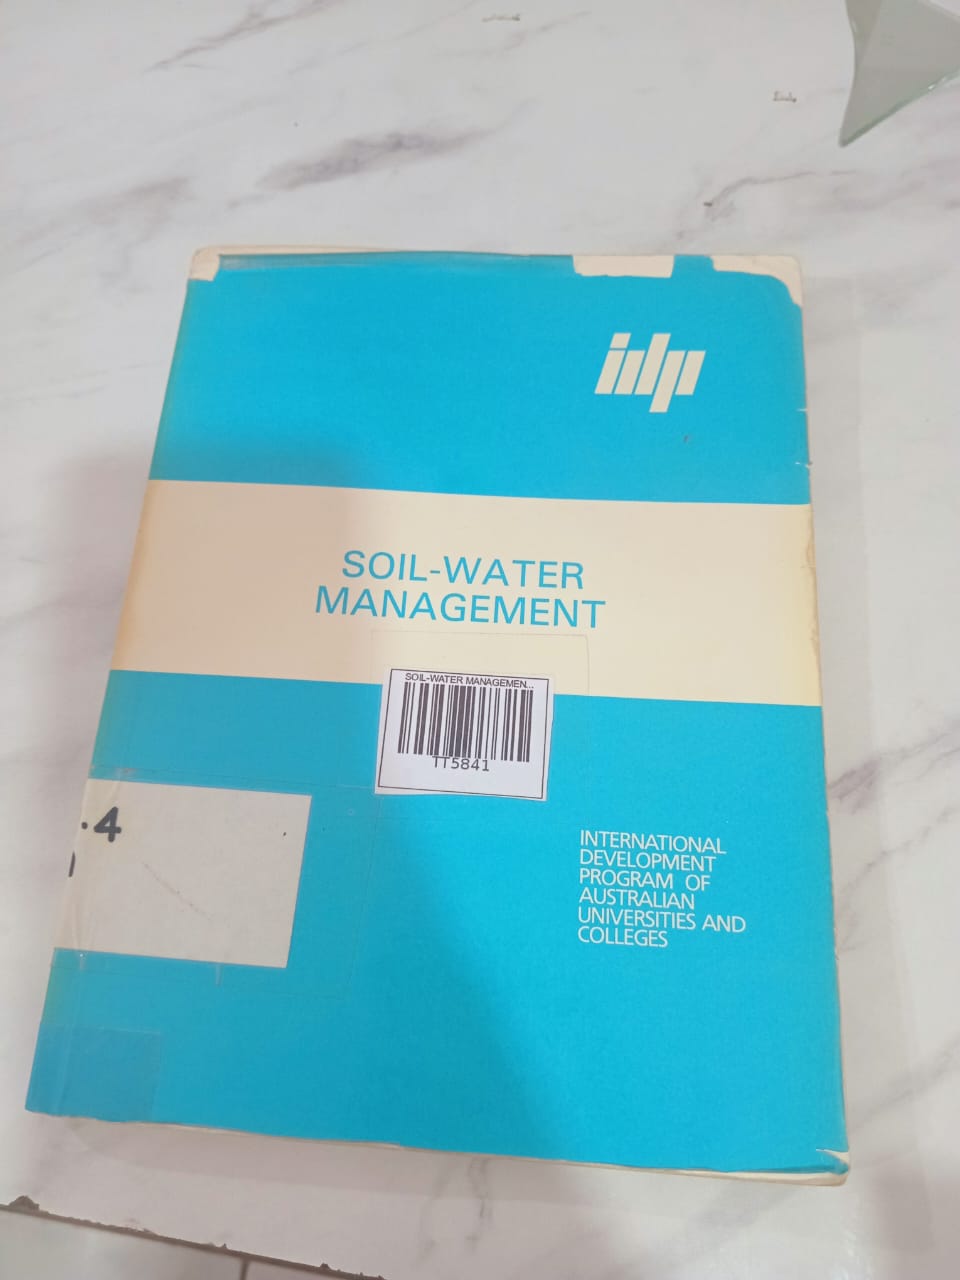 idp
SOIL-WATER
MANAGEMENT
SOIL-WATER MANAGEMEN...
TT5841
.4
INTERNATIONAL
DEVELOPMENT
PROGRAM OF
AUSTRALIAN
UNIVERSITIES AND
COLLEGES